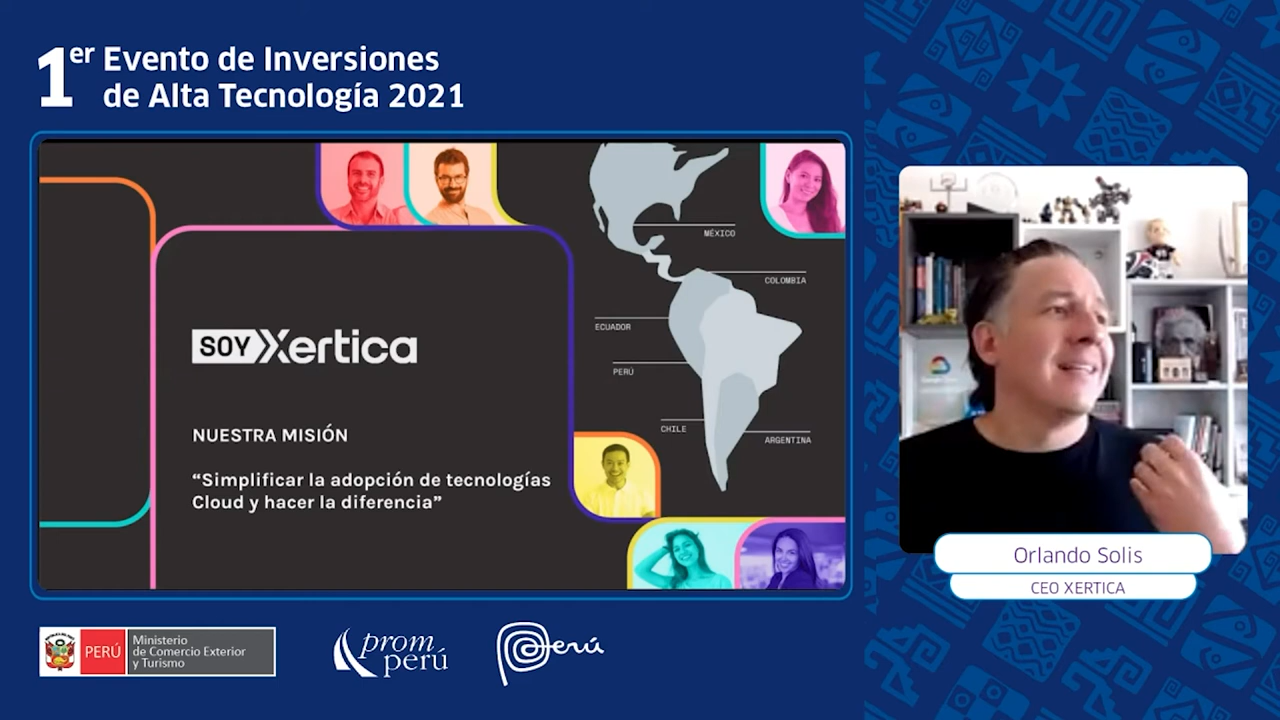 1er Evento de Inversiones
de Alta Tecnología 2021
SOY Xertica
NUESTRA MISIÓN
“Simplificar la adopción de tecnologías
Cloud y hacer la diferencia”
MÉXICO
COLOMBIA
ECUADOR
PERÚ
CHILE
ARGENTINA
Orlando Solis
CEO XERTICA
PERÚ
Ministerio
de Comercio Exterior
y Turismo
prom
perú
Perú